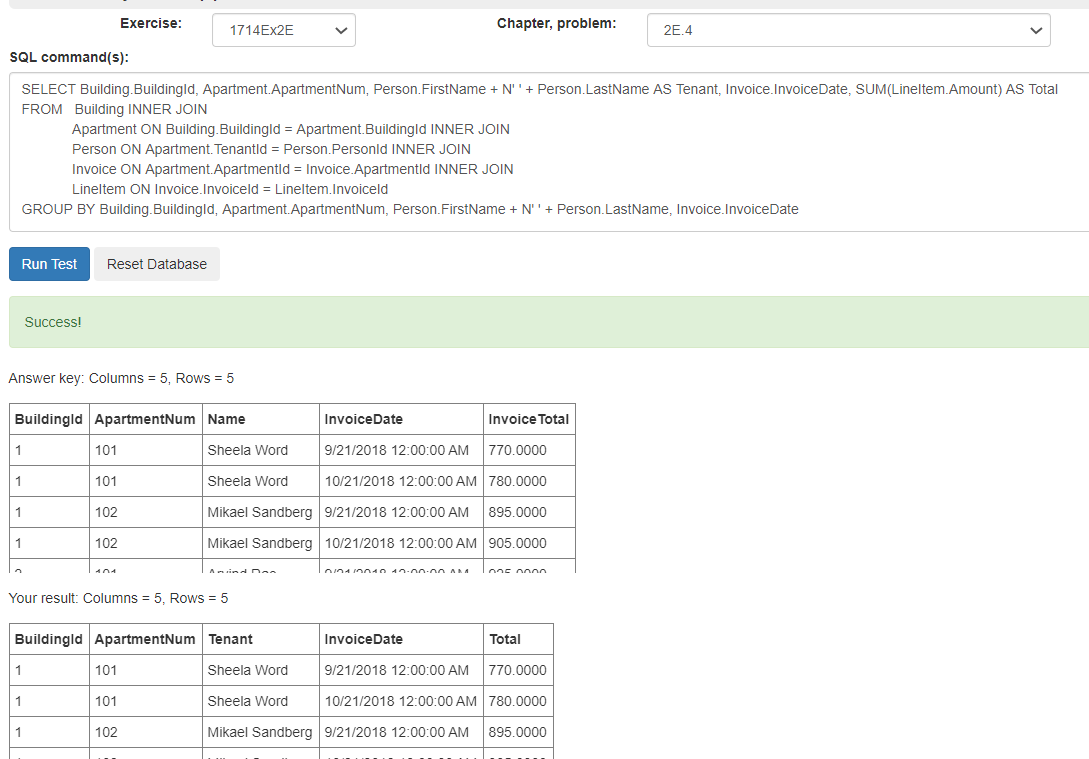 Exercise: 1714Ex2E Chapter, problem: 2E.4
SQL command(s):
SELECT Building.BuildingId, Apartment.ApartmentNum, Person.FirstName + N' ' + Person.LastName AS Tenant, Invoice.InvoiceDate, SUM(LineItem.Amount) AS Total
FROM Building INNER JOIN
Apartment ON Building.BuildingId = Apartment.BuildingId INNER JOIN
Person ON Apartment.TenantId = Person.PersonId INNER JOIN
Invoice ON Apartment.ApartmentId = Invoice.ApartmentId INNER JOIN
LineItem ON Invoice.InvoiceId = LineItem.InvoiceId
GROUP BY Building.BuildingId, Apartment.ApartmentNum, Person.FirstName + N' ' + Person.LastName, Invoice.InvoiceDate
Run Test Reset Database
Success!
Answer key: Columns = 5, Rows = 5
BuildingId ApartmentNum Name InvoiceDate InvoiceTotal
1 101 Sheela Word 9/21/2018 12:00:00 AM 770.0000
1 101 Sheela Word 10/21/2018 12:00:00 AM 780.0000
1 102 Mikael Sandberg 9/21/2018 12:00:00 AM 895.0000
1 102 Mikael Sandberg 10/21/2018 12:00:00 AM 905.0000
Your result: Columns = 5, Rows = 5
BuildingId ApartmentNum Tenant InvoiceDate Total
1 101 Sheela Word 9/21/2018 12:00:00 AM 770.0000
1 101 Sheela Word 10/21/2018 12:00:00 AM 780.0000
1 102 Mikael Sandberg 9/21/2018 12:00:00 AM 895.0000